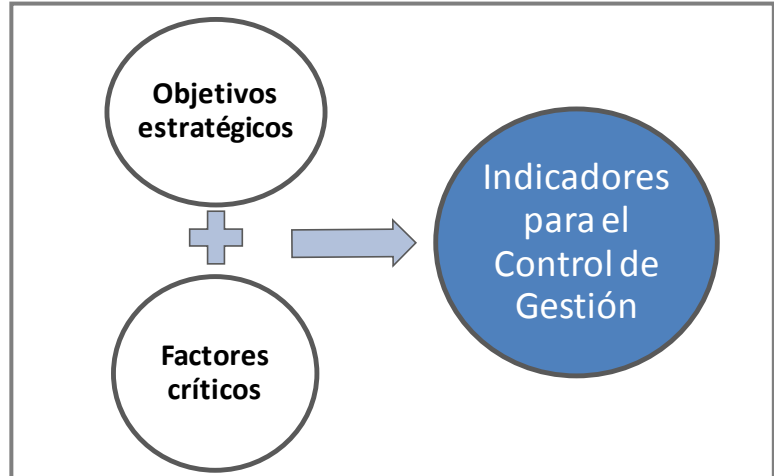 Objetivos
estratégicos
Factores
críticos
Indicadores
para el
Control de
Gestión